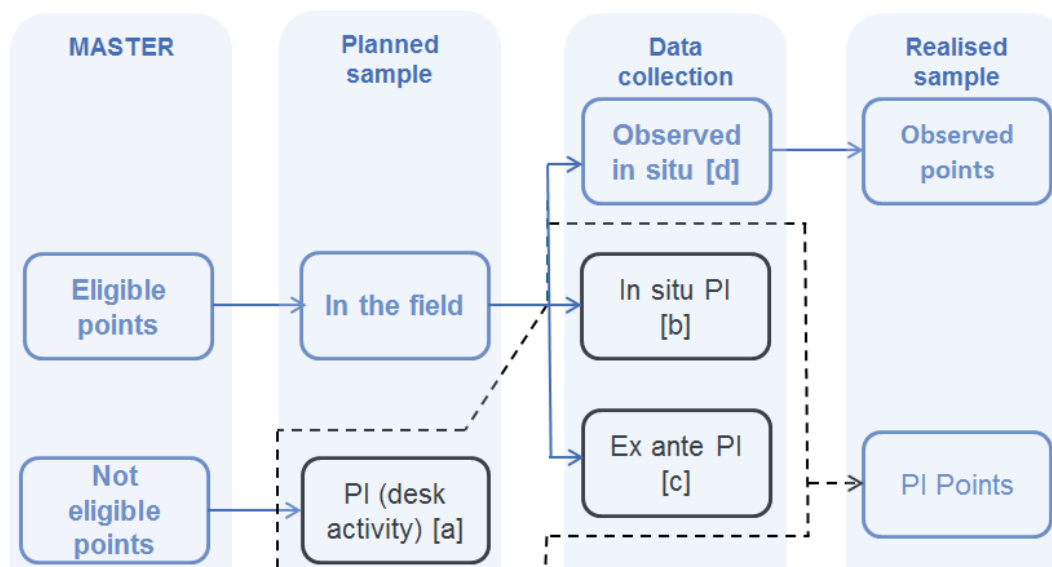 MASTER
Planned
sample
Data
collection
Realised
sample
Observed
in situ [d]
Observed
points
Eligible
points
In the field
In situ PI
[b]
Not
eligible
points
PI (desk
activity) [a]
Ex ante PI
[c]
PI Points